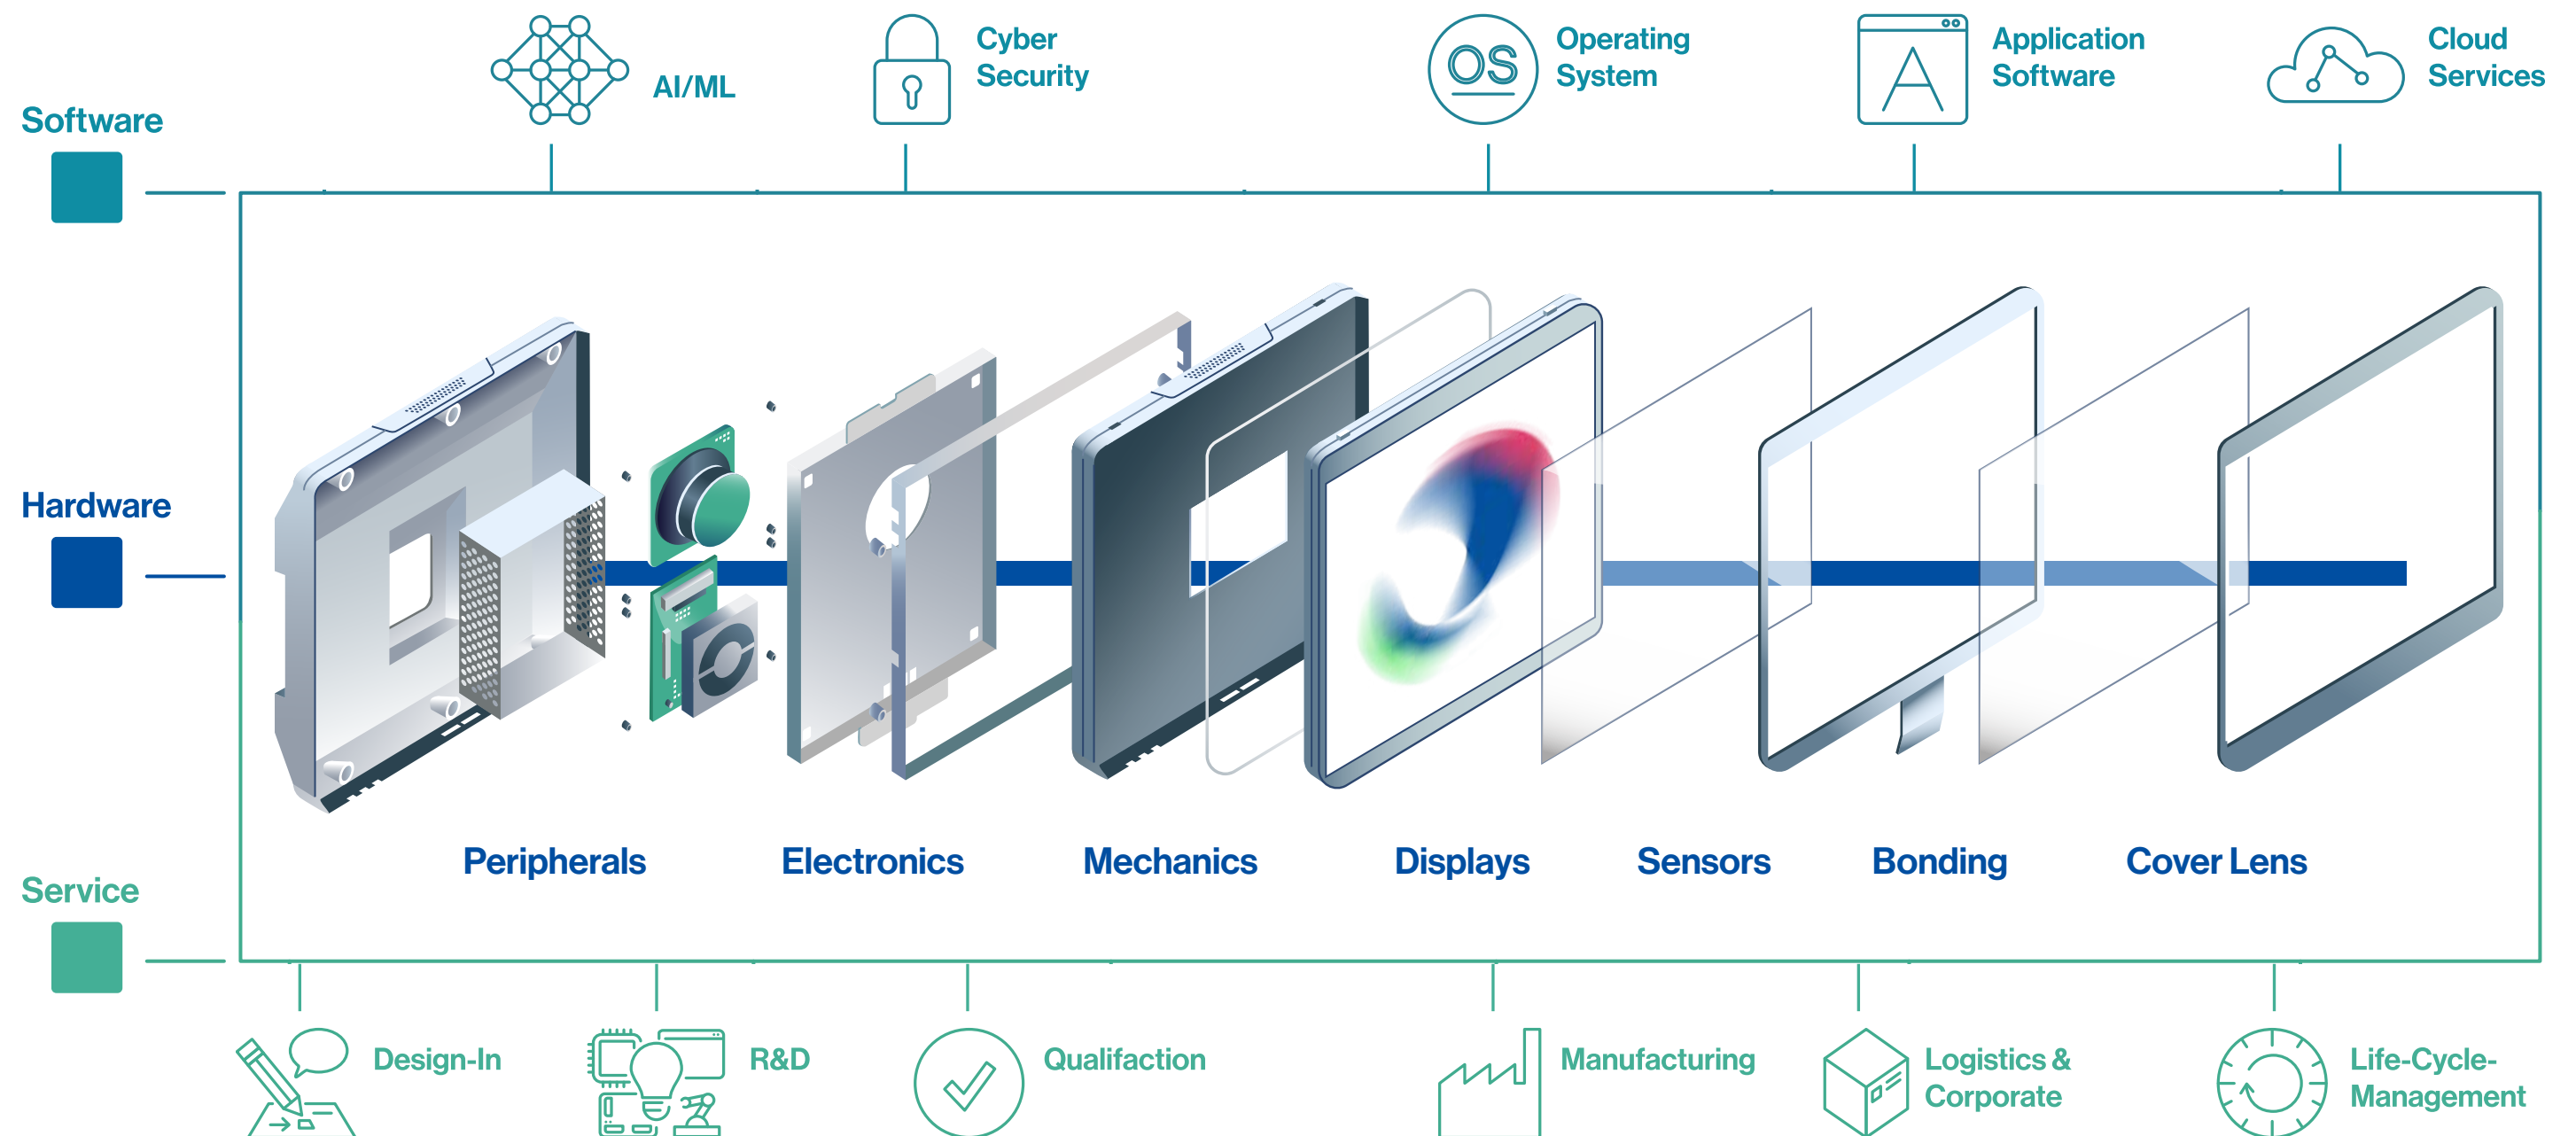 AI/ML
Cyber
Security
OS
Operating
System
A
Application
Software
Cloud
Services
Software
Hardware
Peripherals
Electronics
Mechanics
Displays
Sensors
Bonding
Cover Lens
Service
Design-In
R&D
Qualifaction
Manufacturing
Logistics &
Corporate
Life-Cycle-
Management